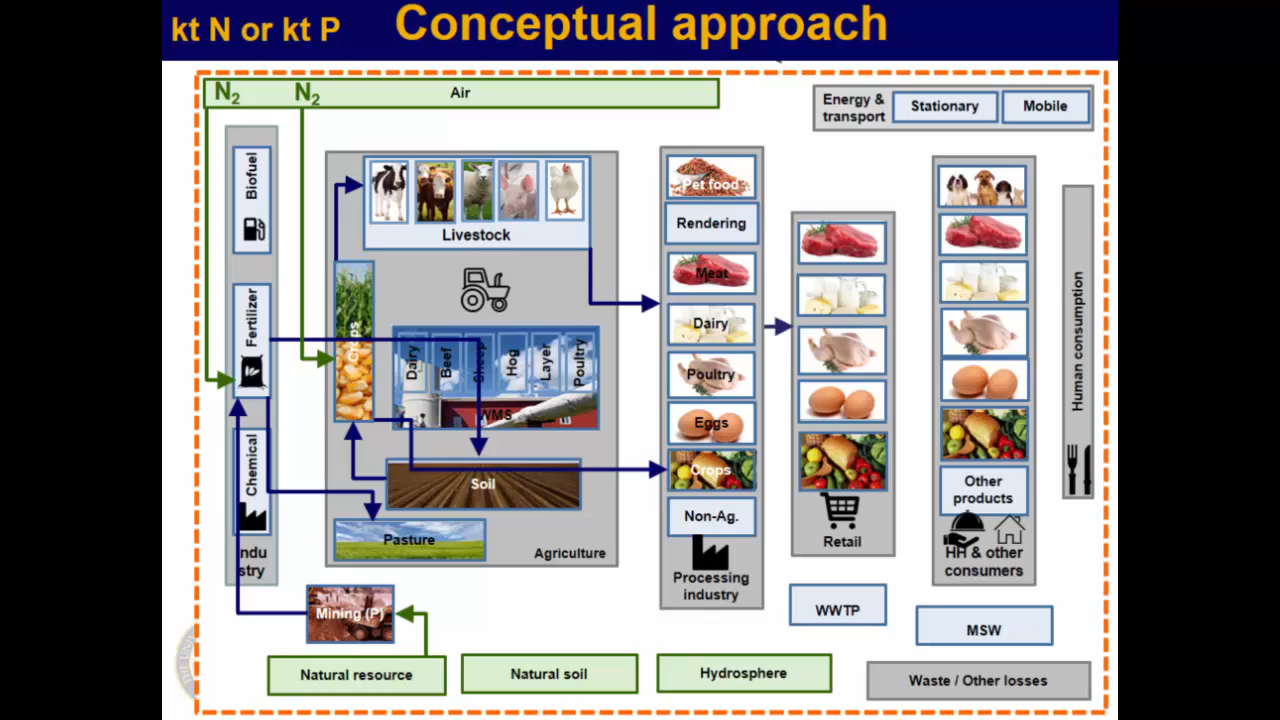 kt N or kt P
Conceptual approach
N2
N2
Air
Energy &
transport
Stationary
Mobile
Biofuel
Fertilizer
Chemical
Indu
stry
Livestock
Crops
Dairy
Beef
Sheep
Hog
Layer
Poultry
WMS
Soil
Pasture
Agriculture
Pet food
Rendering
Meat
Dairy
Poultry
Eggs
Crops
Non-Ag.
Processing
industry
Retail
Other
products
HH & other
consumers
Human consumption
Mining (P)
WWTP
MSW
Natural resource
Natural soil
Hydrosphere
Waste / Other losses